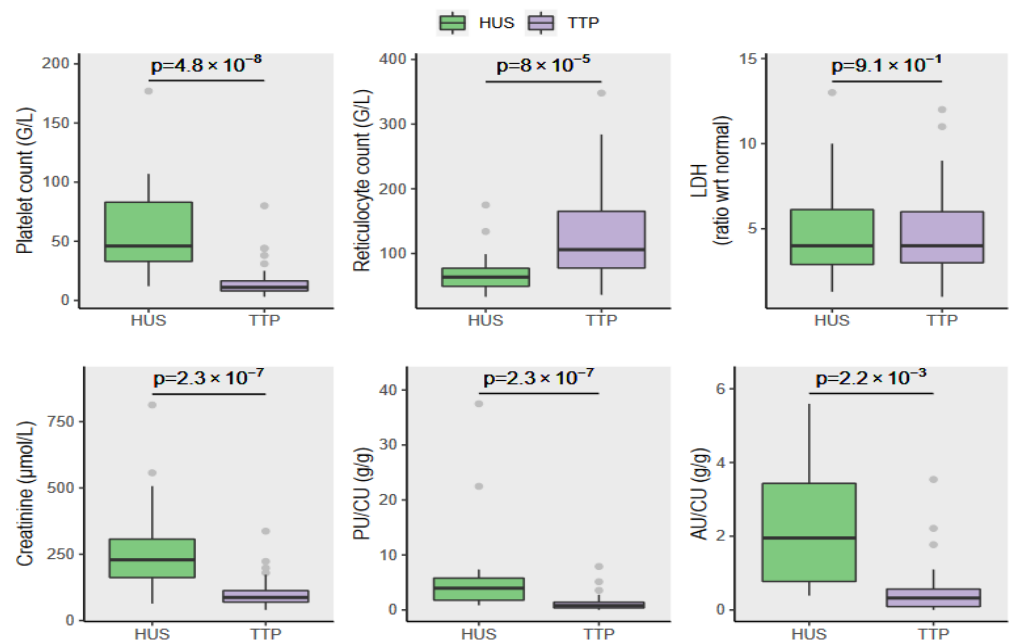 HUS TTP
p=4.8 × 10⁻⁸
Platelet count (G/L)
200
150
100
50
0
HUS TTP
p=8 × 10⁻⁵
Reticulocyte count (G/L)
400
300
200
100
HUS TTP
p=9.1 × 10⁻¹
LDH
(ratio wrt normal)
15
10
5
HUS TTP
p=2.3 × 10⁻⁷
Creatinine (µmol/L)
750
500
250
0
HUS TTP
p=2.3 × 10⁻⁷
PU/CU (g/g)
40
30
20
10
0
HUS TTP
p=2.2 × 10⁻³
AU/CU (g/g)
6
4
2
0
HUS TTP